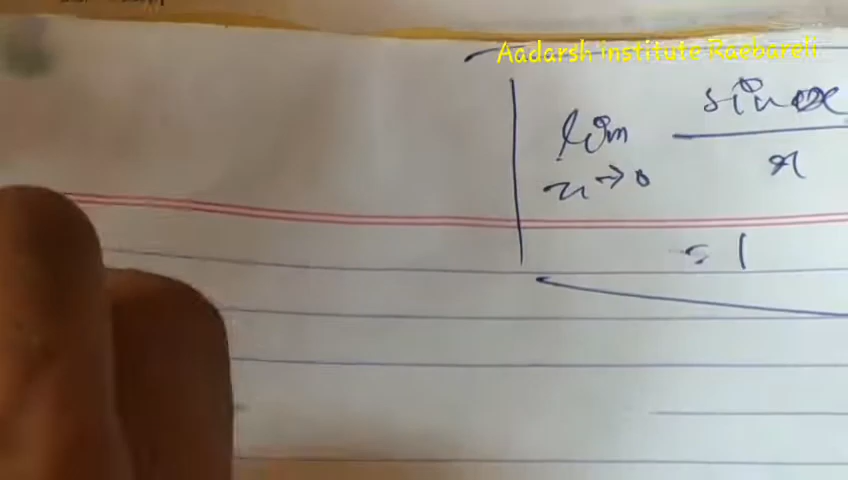 Aadarsh institute Raebareli
lim sin x
x→0 x
= 1